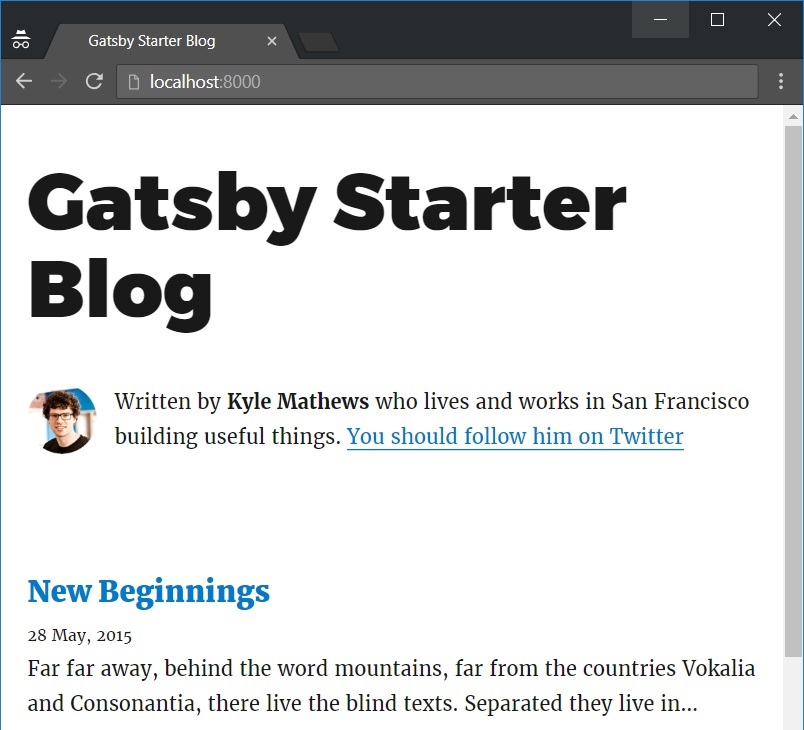 Gatsby Starter Blog
localhost:8000
Gatsby Starter
Blog
Written by Kyle Mathews who lives and works in San Francisco
building useful things. You should follow him on Twitter
New Beginnings
28 May, 2015
Far far away, behind the word mountains, far from the countries Vokalia
and Consonantia, there live the blind texts. Separated they live in…